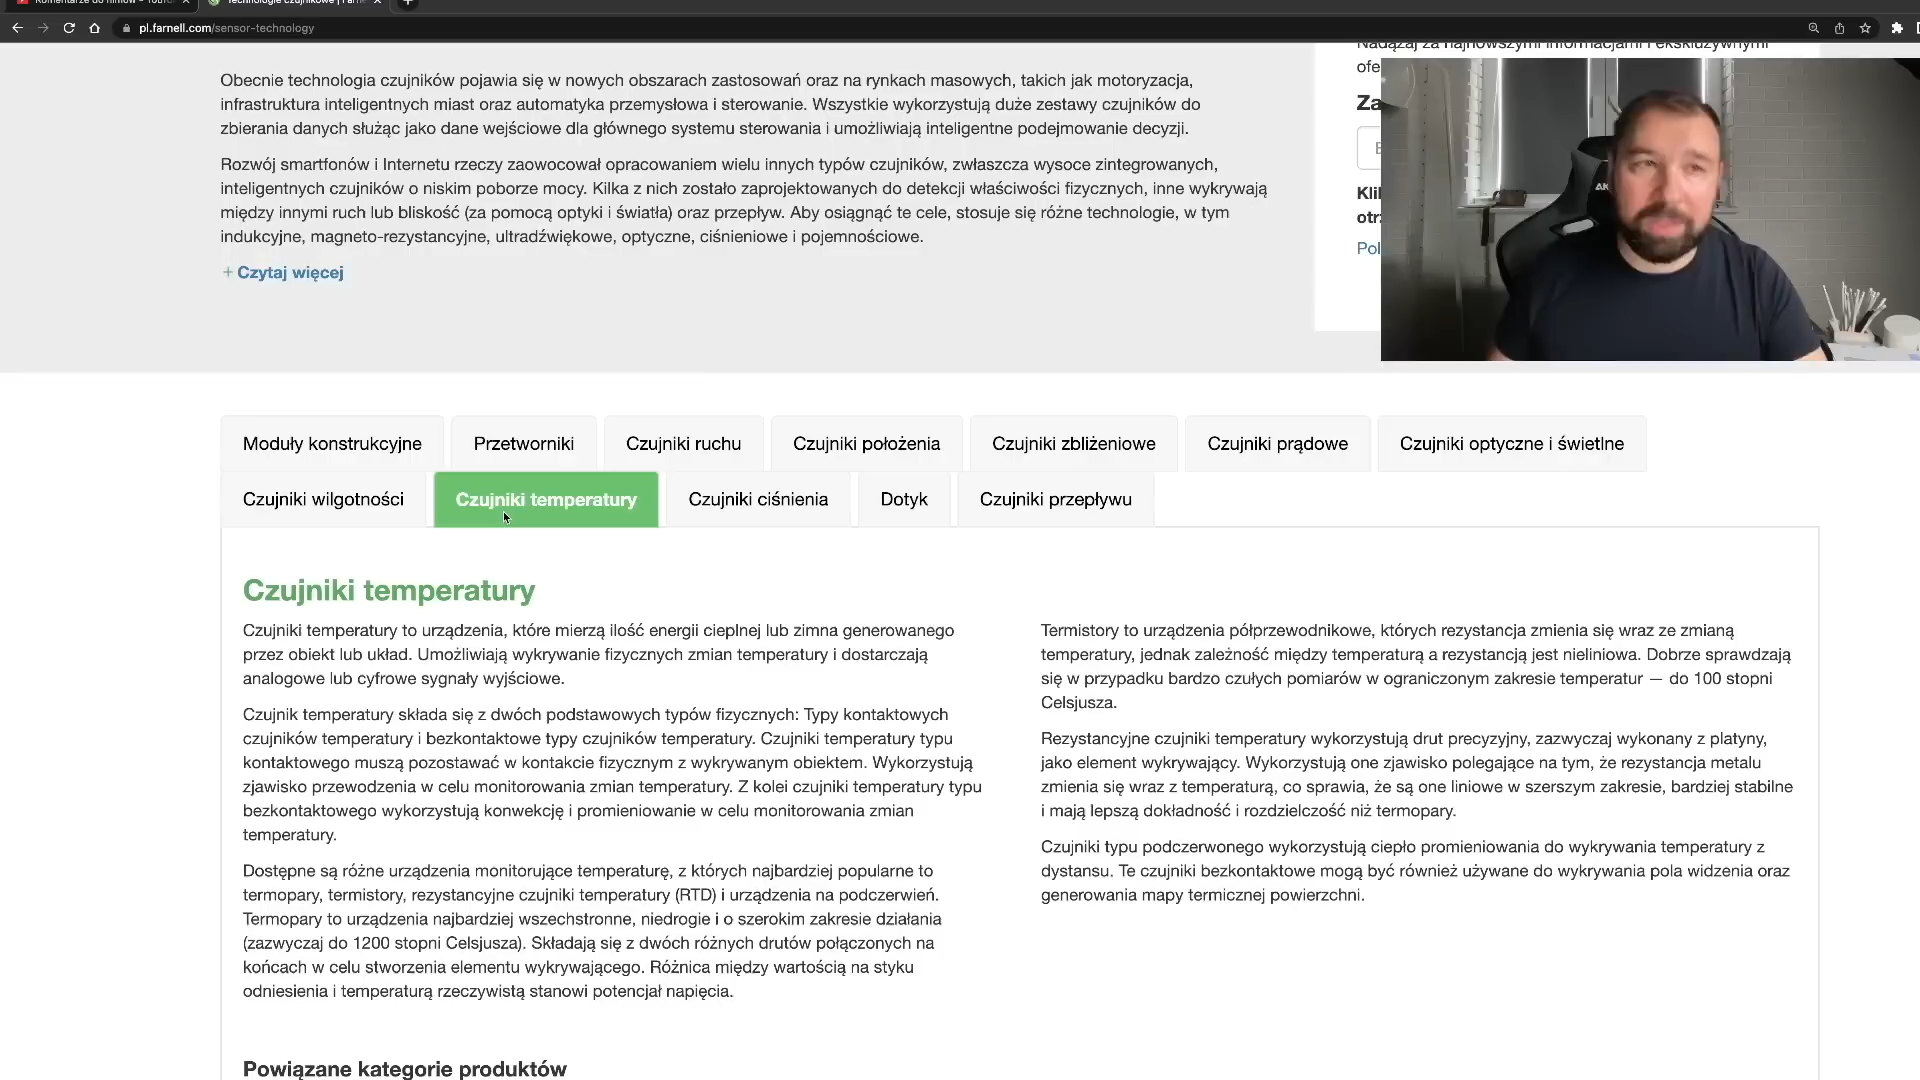 Komentarze do filmów - YouTu
Technologie czujnikowe | Farne
pl.farnell.com/sensor-technology
Nadążaj za najnowszymi informacjami i ekskluzywnymi
ofe
Za
E
Klik
otrz
Pol
AK
Obecnie technologia czujników pojawia się w nowych obszarach zastosowań oraz na rynkach masowych, takich jak motoryzacja,
infrastruktura inteligentnych miast oraz automatyka przemysłowa i sterowanie. Wszystkie wykorzystują duże zestawy czujników do
zbierania danych służąc jako dane wejściowe dla głównego systemu sterowania i umożliwiają inteligentne podejmowanie decyzji.
Rozwój smartfonów i Internetu rzeczy zaowocował opracowaniem wielu innych typów czujników, zwłaszcza wysoce zintegrowanych,
inteligentnych czujników o niskim poborze mocy. Kilka z nich zostało zaprojektowanych do detekcji właściwości fizycznych, inne wykrywają
między innymi ruch lub bliskość (za pomocą optyki i światła) oraz przepływ. Aby osiągnąć te cele, stosuje się różne technologie, w tym
indukcyjne, magneto-rezystancyjne, ultradźwiękowe, optyczne, ciśnieniowe i pojemnościowe.
+ Czytaj więcej
Moduły konstrukcyjne
Przetworniki
Czujniki ruchu
Czujniki położenia
Czujniki zbliżeniowe
Czujniki prądowe
Czujniki optyczne i świetlne
Czujniki wilgotności
Czujniki temperatury
Czujniki ciśnienia
Dotyk
Czujniki przepływu
Czujniki temperatury
Czujniki temperatury to urządzenia, które mierzą ilość energii cieplnej lub zimna generowanego
przez obiekt lub układ. Umożliwiają wykrywanie fizycznych zmian temperatury i dostarczają
analogowe lub cyfrowe sygnały wyjściowe.
Czujnik temperatury składa się z dwóch podstawowych typów fizycznych: Typy kontaktowych
czujników temperatury i bezkontaktowe typy czujników temperatury. Czujniki temperatury typu
kontaktowego muszą pozostawać w kontakcie fizycznym z wykrywanym obiektem. Wykorzystują
zjawisko przewodzenia w celu monitorowania zmian temperatury. Z kolei czujniki temperatury typu
bezkontaktowego wykorzystują konwekcję i promieniowanie w celu monitorowania zmian
temperatury.
Dostępne są różne urządzenia monitorujące temperaturę, z których najbardziej popularne to
termopary, termistory, rezystancyjne czujniki temperatury (RTD) i urządzenia na podczerwień.
Termopary to urządzenia najbardziej wszechstronne, niedrogie i o szerokim zakresie działania
(zazwyczaj do 1200 stopni Celsjusza). Składają się z dwóch różnych drutów połączonych na
końcach w celu stworzenia elementu wykrywającego. Różnica między wartością na styku
odniesienia i temperaturą rzeczywistą stanowi potencjał napięcia.
Termistory to urządzenia półprzewodnikowe, których rezystancja zmienia się wraz ze zmianą
temperatury, jednak zależność między temperaturą a rezystancją jest nieliniowa. Dobrze sprawdzają
się w przypadku bardzo czułych pomiarów w ograniczonym zakresie temperatur — do 100 stopni
Celsjusza.
Rezystancyjne czujniki temperatury wykorzystują drut precyzyjny, zazwyczaj wykonany z platyny,
jako element wykrywający. Wykorzystują one zjawisko polegające na tym, że rezystancja metalu
zmienia się wraz z temperaturą, co sprawia, że są one liniowe w szerszym zakresie, bardziej stabilne
i mają lepszą dokładność i rozdzielczość niż termopary.
Czujniki typu podczerwonego wykorzystują ciepło promieniowania do wykrywania temperatury z
dystansu. Te czujniki bezkontaktowe mogą być również używane do wykrywania pola widzenia oraz
generowania mapy termicznej powierzchni.
Powiązane kategorie produktów